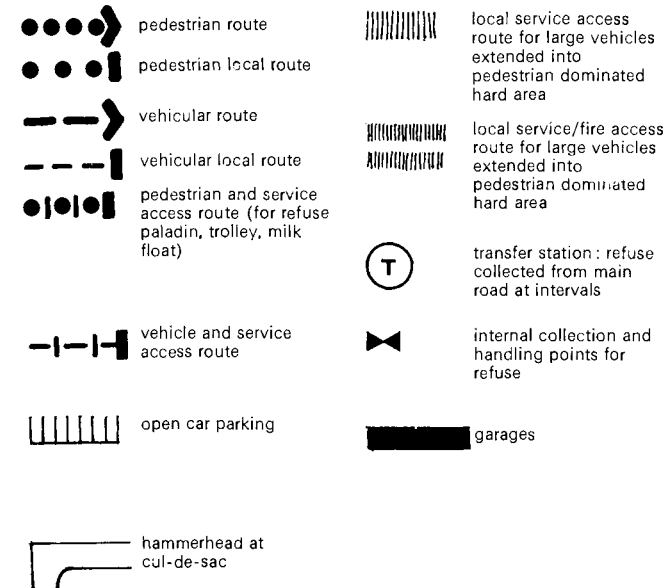 pedestrian route
pedestrian local route
vehicular route
vehicular local route
pedestrian and service
access route (for refuse
paladin, trolley, milk
float)
vehicle and service
access route
open car parking
hammerhead at
cul-de-sac
local service access
route for large vehicles
extended into
pedestrian dominated
hard area
local service/fire access
route for large vehicles
extended into
pedestrian dominated
hard area
T
transfer station : refuse
collected from main
road at intervals
internal collection and
handling points for
refuse
garages